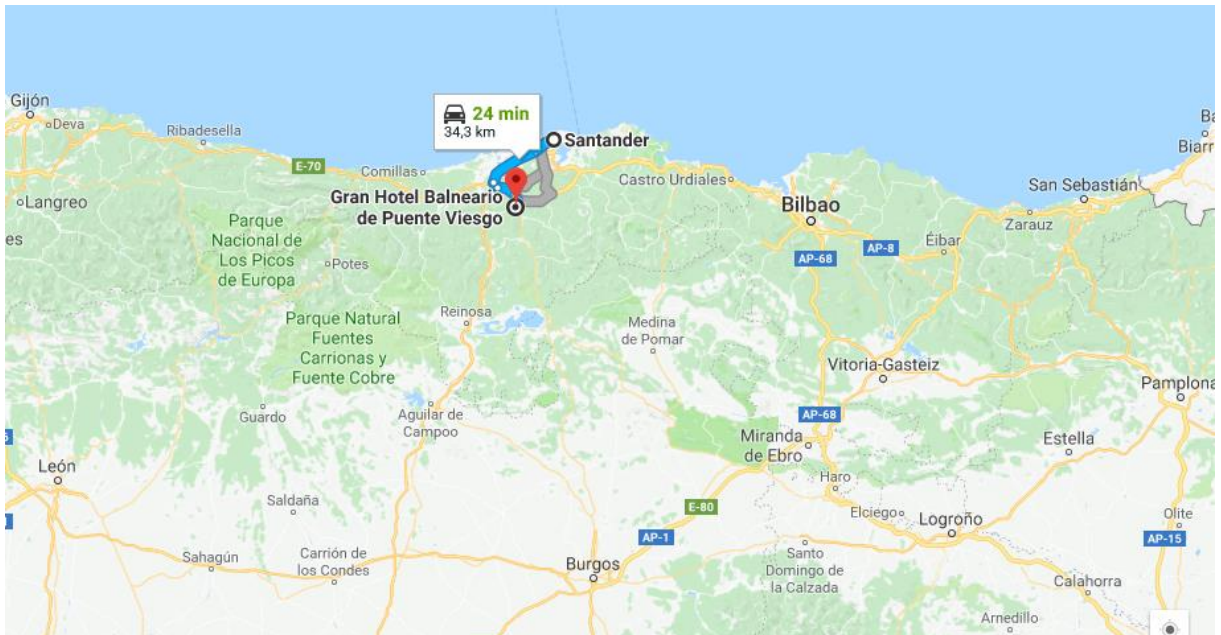 Gijón
Deva
Ribadesella
24 min
34,3 km
Santander
E-70
Comillas
Castro Urdiales
Langreo
Gran Hotel Balneario
de Puente Viesgo
Bilbao
San Sebastián
Zarauz
Parque
Nacional de
Los Picos
de Europa
Potes
AP-68
AP-8
Éibar
Reinosa
Parque Natural
Fuentes
Carrionas y
Fuente Cobre
Medina
de Pomar
Vitoria-Gasteiz
Pamplona
Guardo
Aguilar de
Campoo
AP-68
Miranda
de Ebro
Estella
León
Haro
Saldaña
E-80
Elciego
Logroño
Olite
AP-1
AP-15
Sahagún
Carrión de
los Condes
Burgos
Santo
Domingo de
la Calzada
Calahorra
Arnedillo